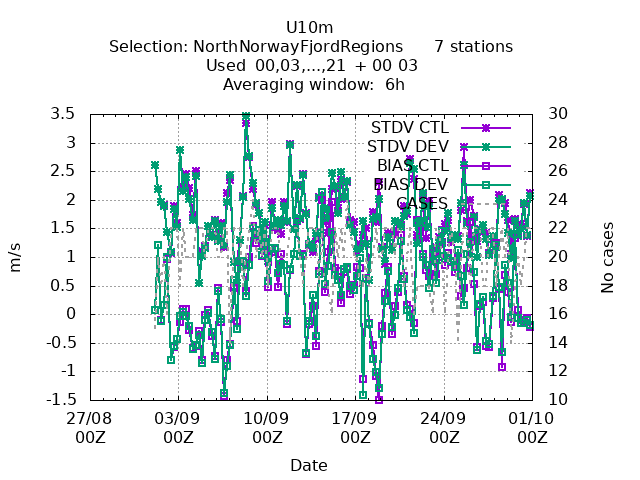 U10m
Selection: NorthNorwayFjordRegions 7 stations
Used 00,03,...,21 + 00 03
Averaging window: 6h
3.5
3
2.5
2
1.5
1
0.5
0
-0.5
-1
-1.5
m/s
30
28
26
24
22
20
18
16
14
12
10
No cases
STDV CTL
STDV DEV
BIAS CTL
BIAS DEV
CASES
27/08 03/09 10/09 17/09 24/09 01/10
00Z 00Z 00Z 00Z 00Z 00Z
Date